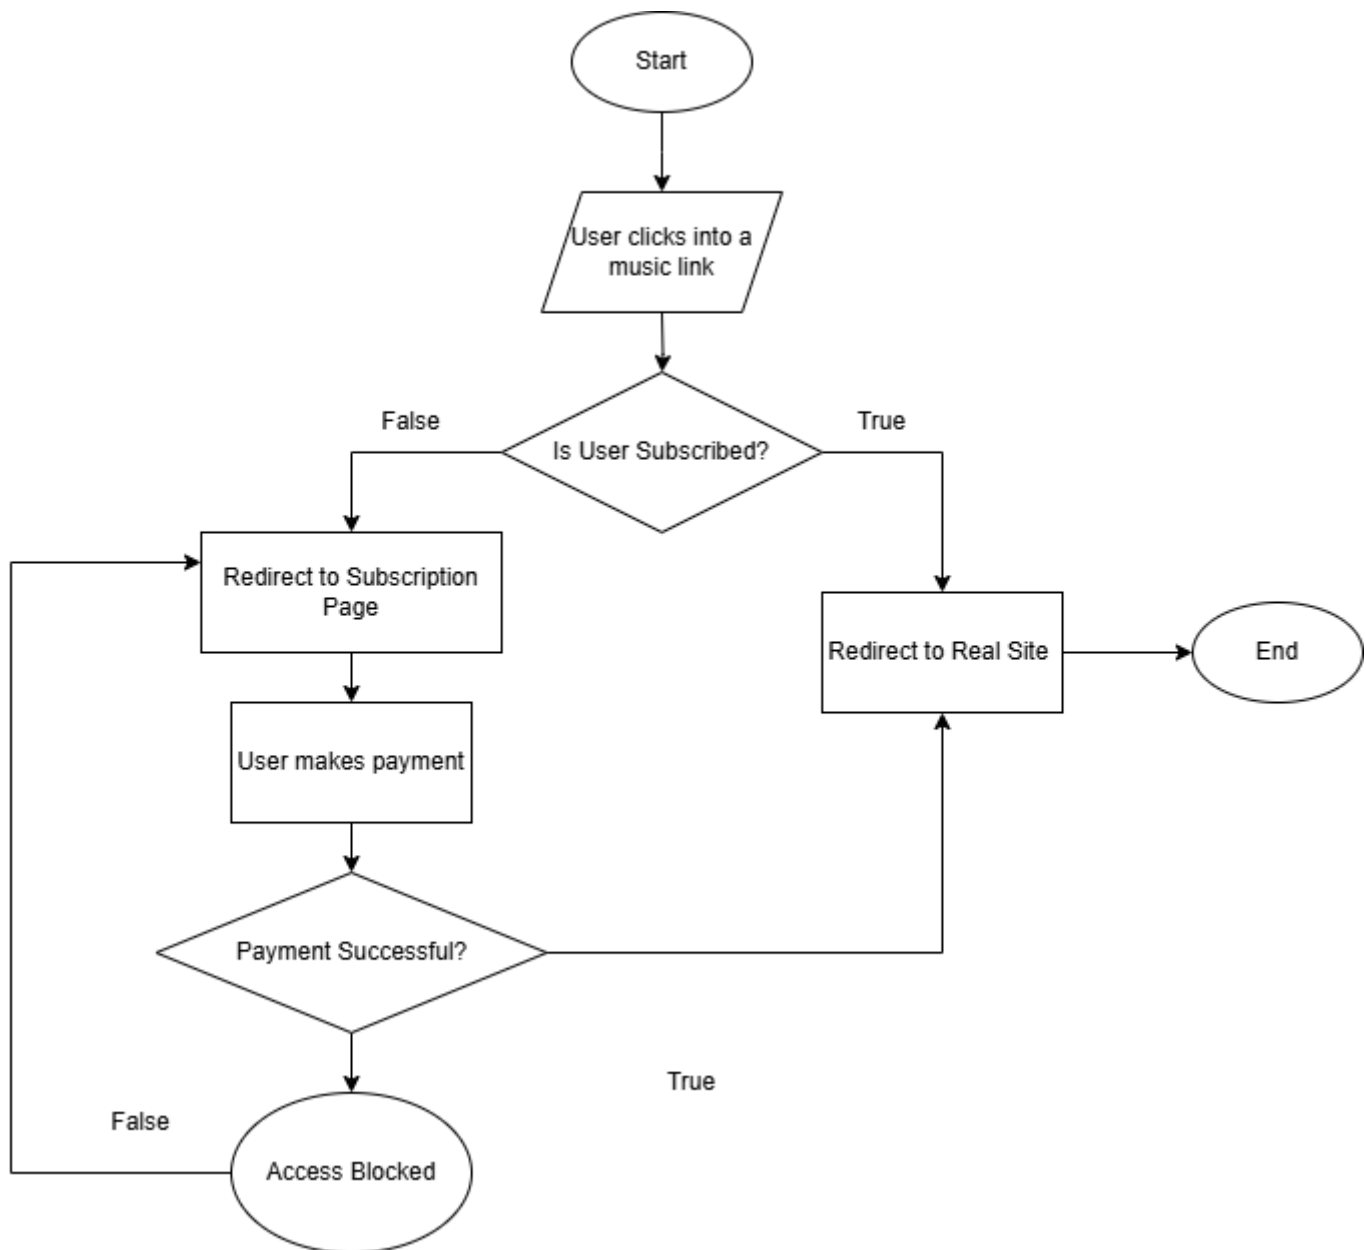 Start
User clicks into a
music link
False
True
Is User Subscribed?
Redirect to Subscription
Page
Redirect to Real Site
End
User makes payment
Payment Successful?
True
False
Access Blocked